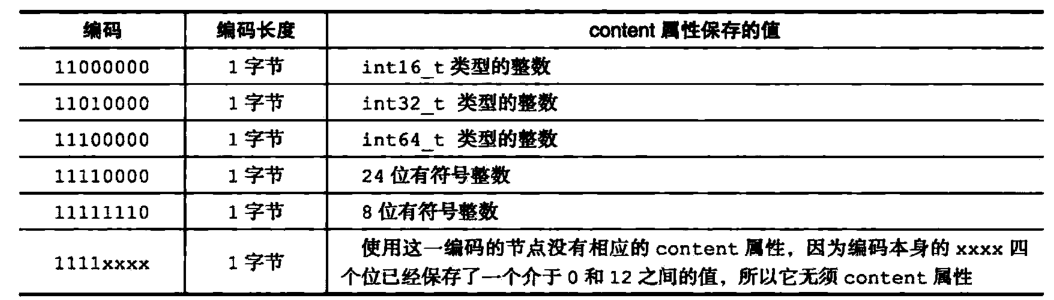 编码 编码长度 content 属性保存的值
11000000 1 字节 int16_t 类型的整数
11010000 1 字节 int32_t 类型的整数
11100000 1 字节 int64_t 类型的整数
11110000 1 字节 24 位有符号整数
11111110 1 字节 8 位有符号整数
1111xxxx 1 字节 使用这一编码的节点没有相应的 content 属性，因为编码本身的 xxxx 四
个位已经保存了一个介于 0 和 12 之间的值，所以它无须 content 属性